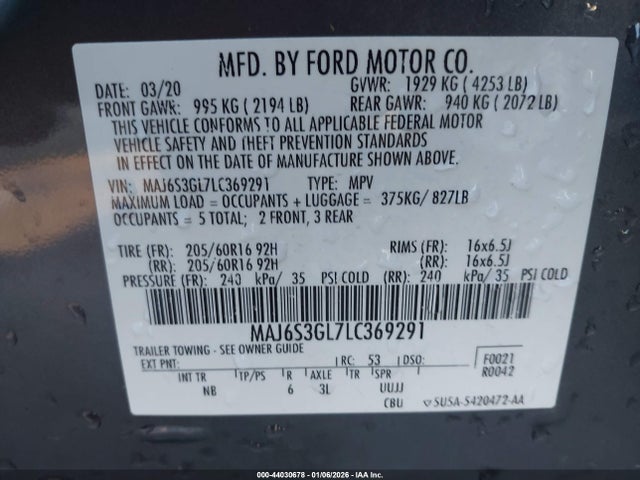 MFD. BY FORD MOTOR CO.
DATE: 03/20 GVWR: 1929 KG ( 4253 LB)
FRONT GAWR: 995 KG ( 2194 LB) REAR GAWR: 940 KG ( 2072 LB)
THIS VEHICLE CONFORMS TO ALL APPLICABLE FEDERAL MOTOR
VEHICLE SAFETY AND THEFT PREVENTION STANDARDS
IN EFFECT ON THE DATE OF MANUFACTURE SHOWN ABOVE.
VIN: MAJ6S3GL7LC369291 TYPE: MPV
MAXIMUM LOAD = OCCUPANTS + LUGGAGE = 375KG/ 827LB
OCCUPANTS = 5 TOTAL; 2 FRONT, 3 REAR
TIRE (FR): 205/60R16 92H RIMS (FR): 16x6.5J
(RR): 205/60R16 92H (RR): 16x6.5J
PRESSURE (FR): 240 kPa/ 35 PSI COLD (RR): 240 kPa/ 35 PSI COLD
MAJ6S3GL7LC369291
TRAILER TOWING - SEE OWNER GUIDE
EXT PNT: RC: 53 DSO: F0021
R0042
INT TR TP/PS R AXLE TR SPR
NB 6 3L UUJJ
CBU SU5A-5420472-AA
000-44030678 | 01/06/2026 | IAA Inc.